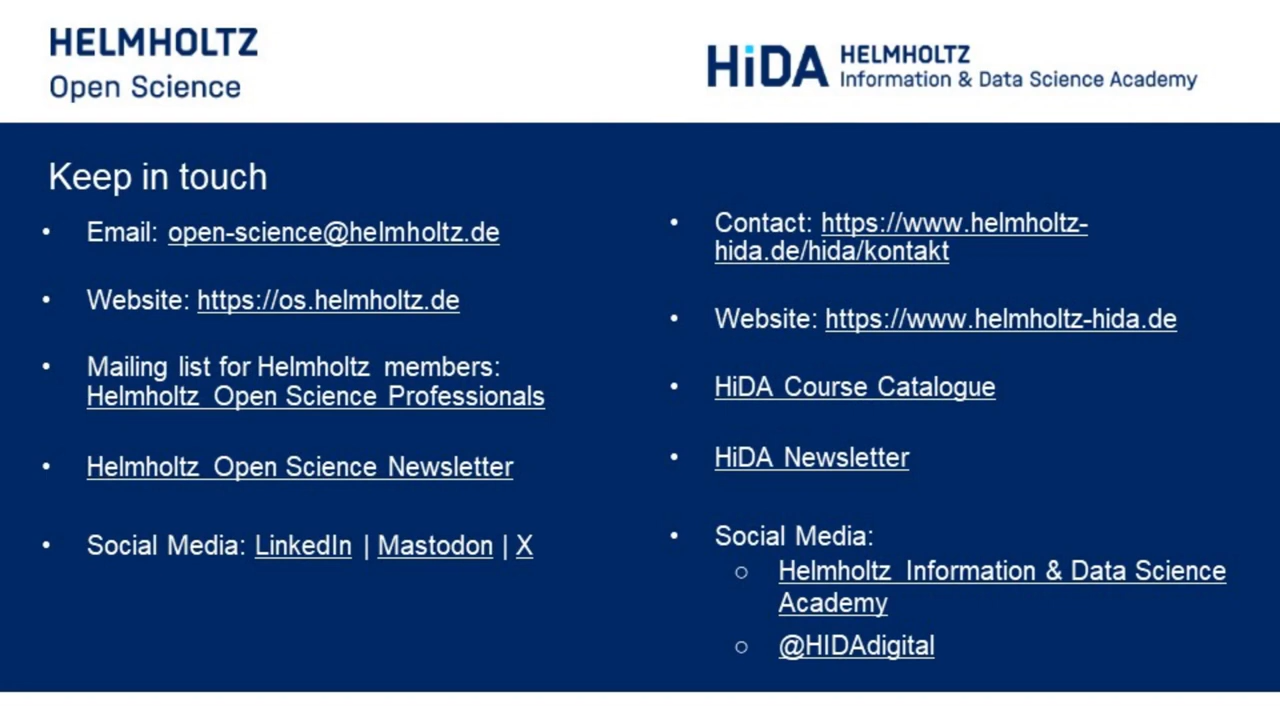 HELMHOLTZ
Open Science
HiDA HELMHOLTZ
Information & Data Science Academy
Keep in touch
• Email: open-science@helmholtz.de
• Website: https://os.helmholtz.de
• Mailing list for Helmholtz members:
Helmholtz Open Science Professionals
• Helmholtz Open Science Newsletter
• Social Media: LinkedIn | Mastodon | X
• Contact: https://www.helmholtz-
hida.de/hida/kontakt
• Website: https://www.helmholtz-hida.de
• HiDA Course Catalogue
• HiDA Newsletter
• Social Media:
○ Helmholtz Information & Data Science
Academy
○ @HIDAdigital